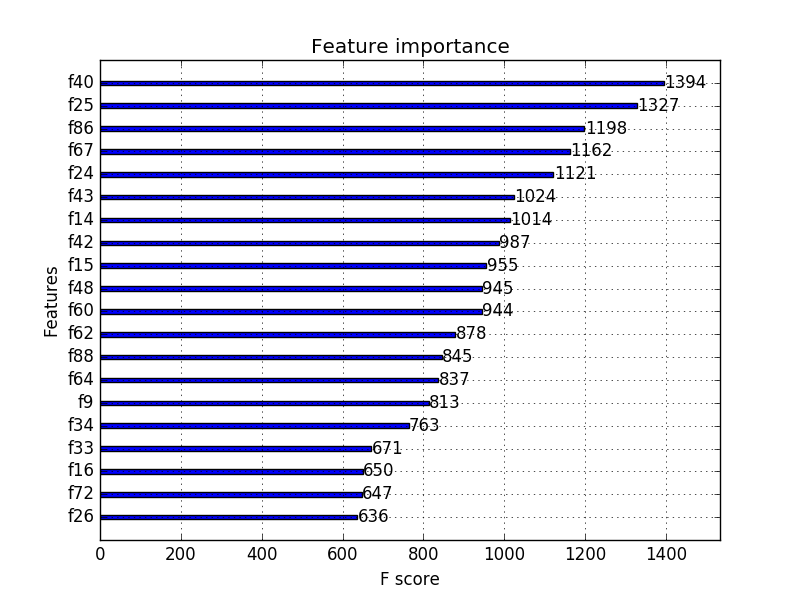 Feature importance
f40 1394
f25 1327
f86 1198
f67 1162
f24 1121
f43 1024
f14 1014
f42 987
f15 955
f48 945
f60 944
f62 878
f88 845
f64 837
f9 813
f34 763
f33 671
f16 650
f72 647
f26 636
Features
0 200 400 600 800 1000 1200 1400
F score